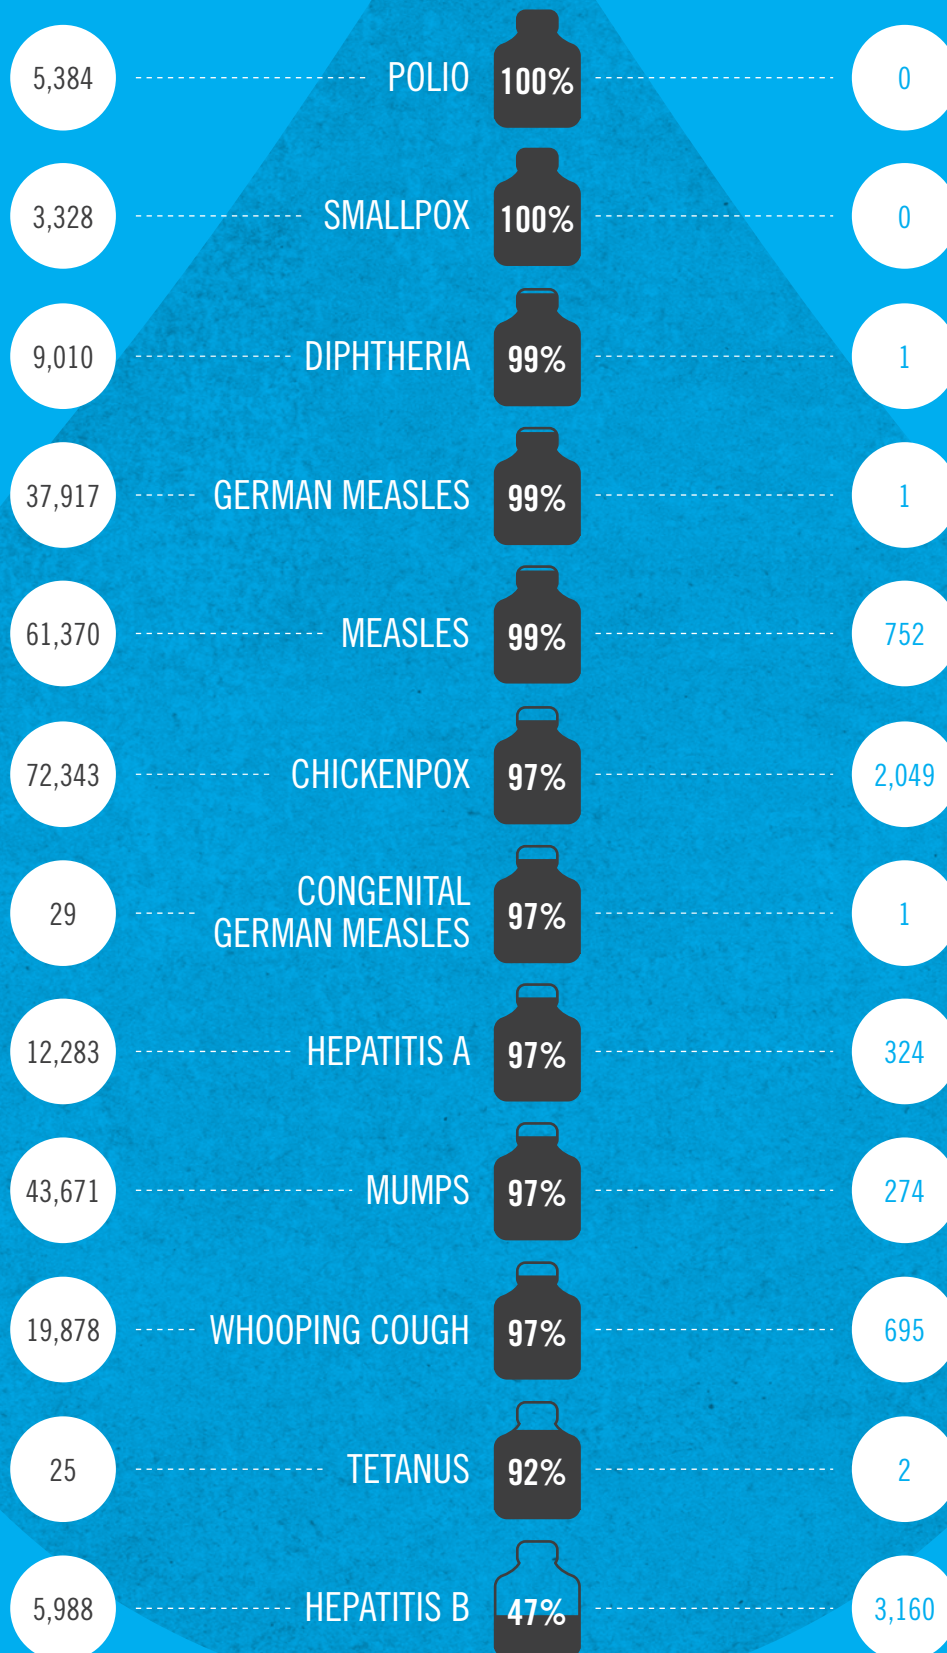 5,384 POLIO 100% 0
3,328 SMALLPOX 100% 0
9,010 DIPHTHERIA 99% 1
37,917 GERMAN MEASLES 99% 1
61,370 MEASLES 99% 752
72,343 CHICKENPOX 97% 2,049
29 CONGENITAL
GERMAN MEASLES 97% 1
12,283 HEPATITIS A 97% 324
43,671 MUMPS 97% 274
19,878 WHOOPING COUGH 97% 695
25 TETANUS 92% 2
5,988 HEPATITIS B 47% 3,160